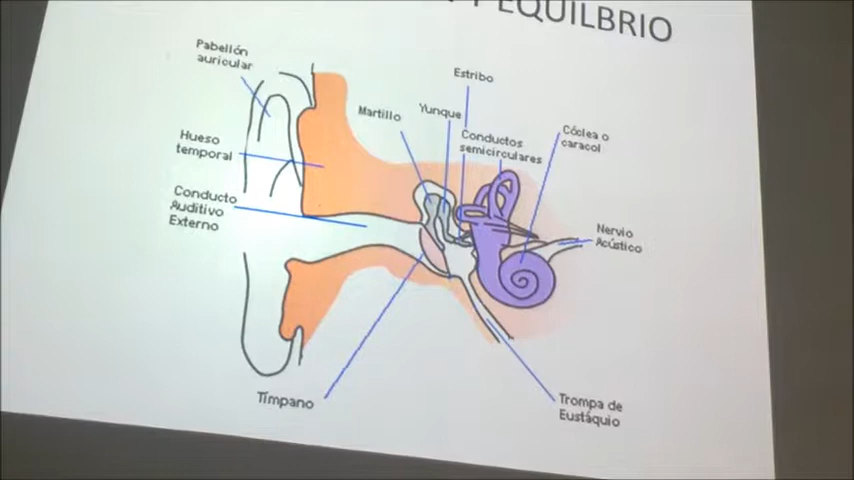 Y EQUILBRIO
Pabellón
auricular
Estribo
Martillo
Yunque
Conductos
semicirculares
Cóclea o
caracol
Hueso
temporal
Conducto
Auditivo
Externo
Nervio
Acústico
Tímpano
Trompa de
Eustáquio